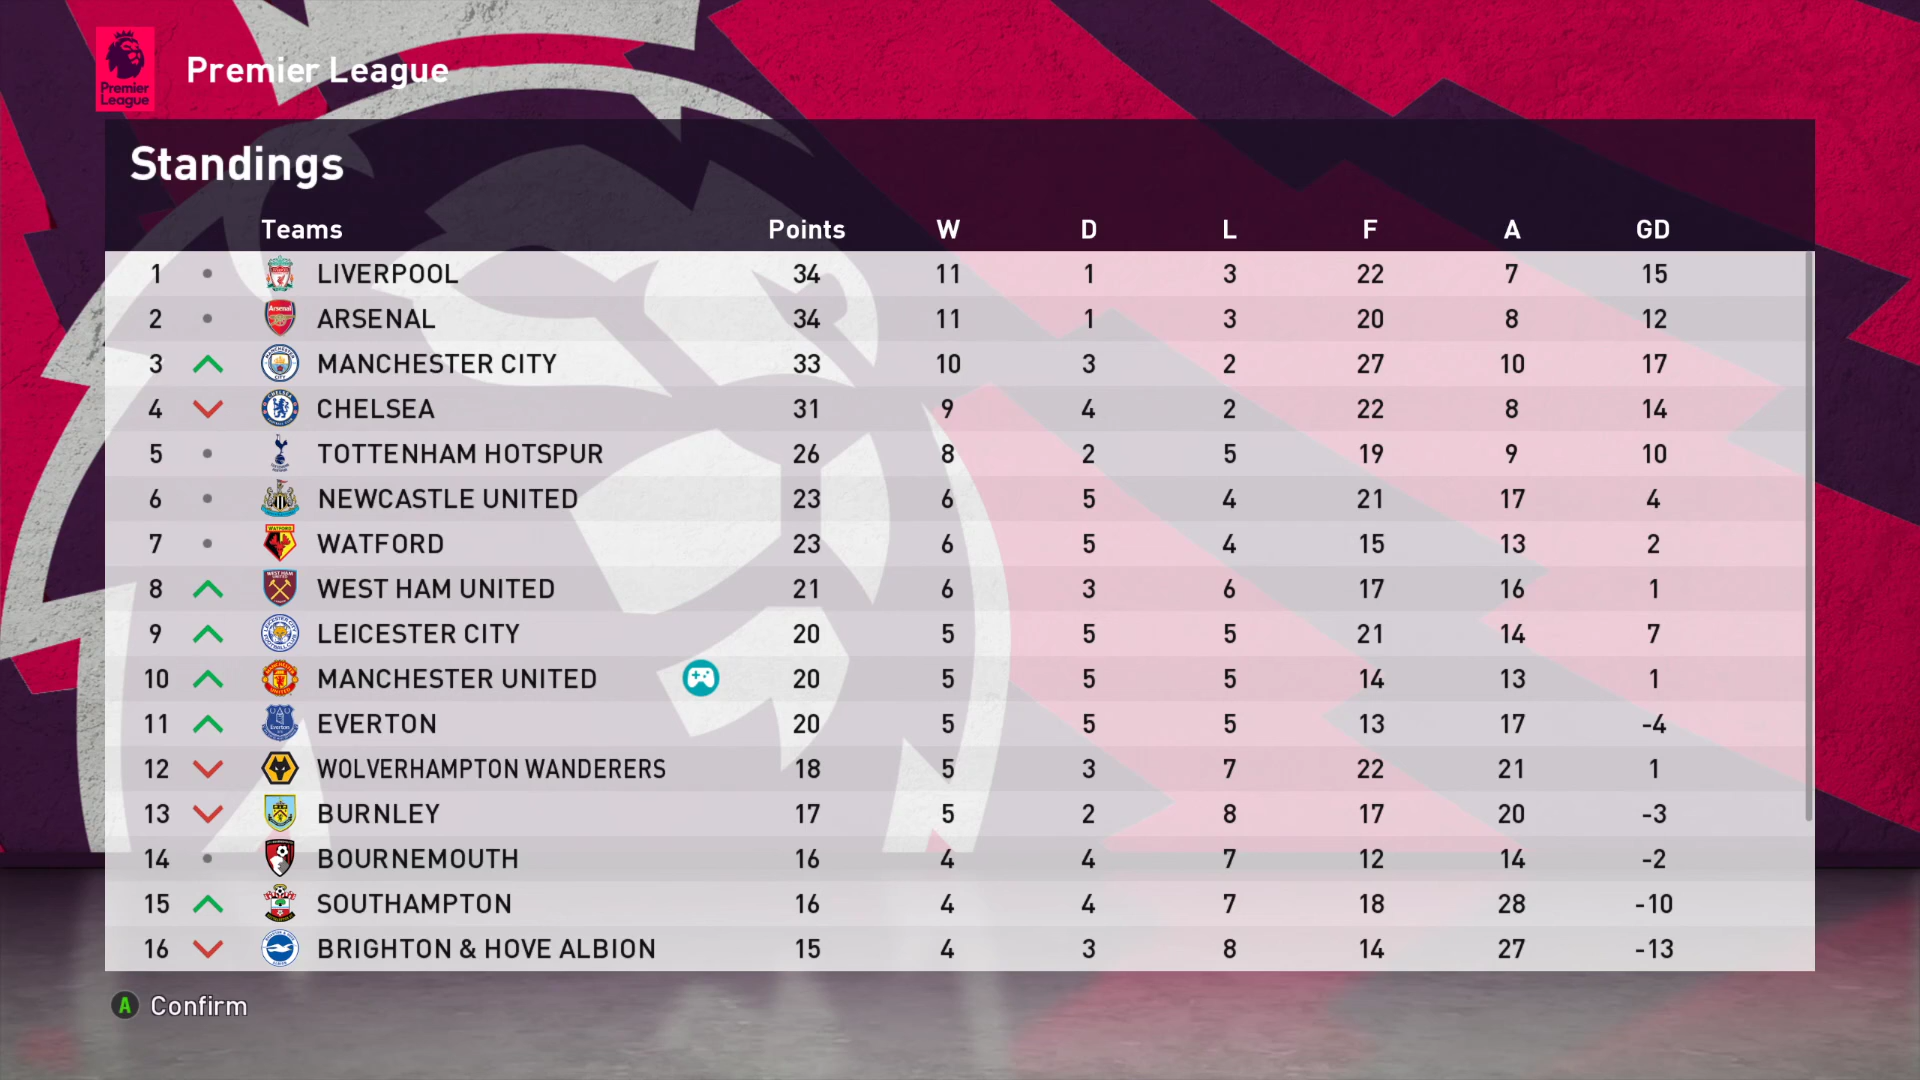 Premier League
Premier
League
Standings
Teams Points W D L F A GD
1 LIVERPOOL 34 11 1 3 22 7 15
2 ARSENAL 34 11 1 3 20 8 12
3 MANCHESTER CITY 33 10 3 2 27 10 17
4 CHELSEA 31 9 4 2 22 8 14
5 TOTTENHAM HOTSPUR 26 8 2 5 19 9 10
6 NEWCASTLE UNITED 23 6 5 4 21 17 4
7 WATFORD 23 6 5 4 15 13 2
8 WEST HAM UNITED 21 6 3 6 17 16 1
9 LEICESTER CITY 20 5 5 5 21 14 7
10 MANCHESTER UNITED 20 5 5 5 14 13 1
11 EVERTON 20 5 5 5 13 17 -4
12 WOLVERHAMPTON WANDERERS 18 5 3 7 22 21 1
13 BURNLEY 17 5 2 8 17 20 -3
14 BOURNEMOUTH 16 4 4 7 12 14 -2
15 SOUTHAMPTON 16 4 4 7 18 28 -10
16 BRIGHTON & HOVE ALBION 15 4 3 8 14 27 -13
A Confirm